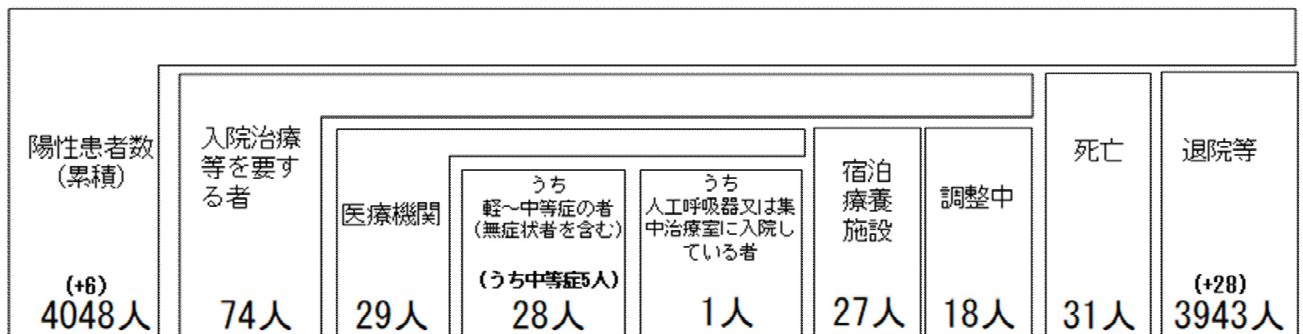 陽性患者数
(累積)
(+6)
4048人
入院治療
等を要す
る者
74人
医療機関
29人
うち
軽～中等症の者
(無症状者を含む)
(うち中等症5人)
28人
うち
人工呼吸器又は集
中治療室に入院し
ている者
1人
宿泊
療養
施設
27人
調整中
18人
死亡
31人
退院等
(+28)
3943人